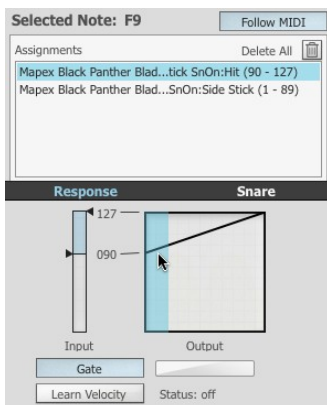 Selected Note: F9
Follow MIDI
Assignments
Delete All
Mapex Black Panther Blad...tick SnOn:Hit (90 - 127)
Mapex Black Panther Blad...SnOn:Side Stick (1 - 89)
Response
Snare
127
090
Input
Output
Gate
Learn Velocity
Status: off